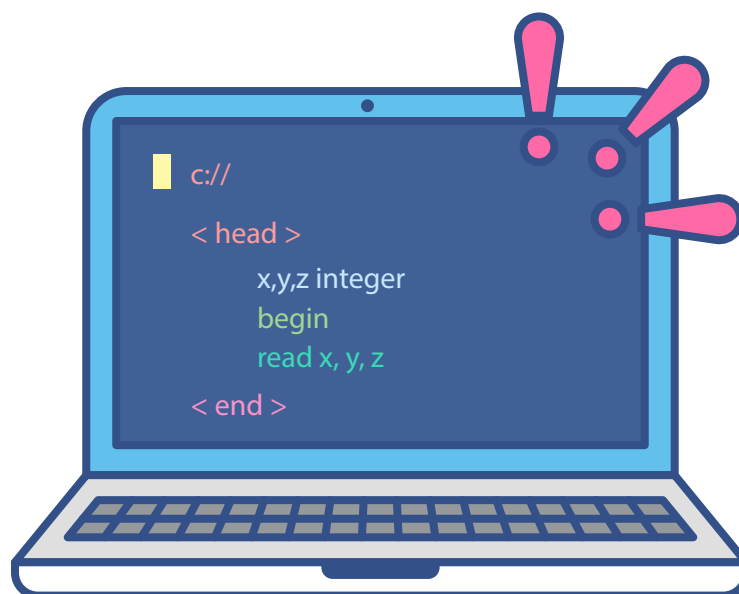 c://
< head >
x,y,z integer
begin
read x, y, z
< end >